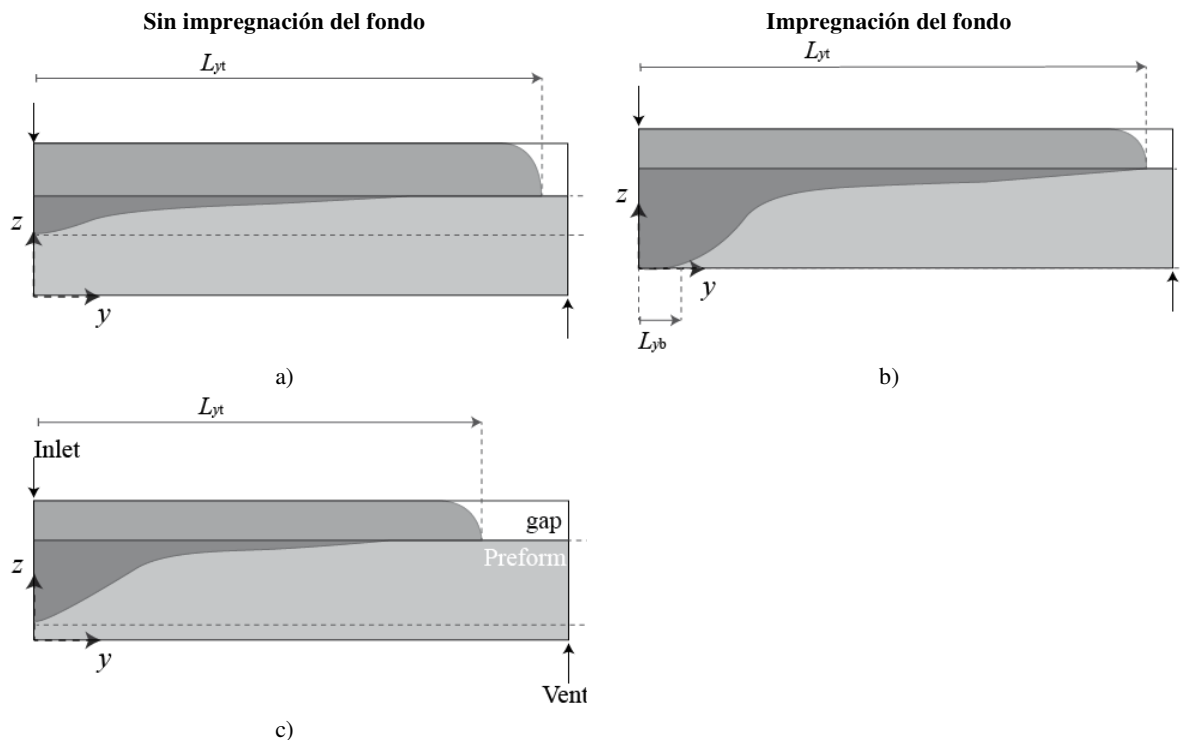 Sin impregnación del fondo
Impregnación del fondo
Lyt
Lyt
z
y
z
y
Lyb
a)
b)
Lyt
Inlet
gap
Preform
z
y
Vent
c)